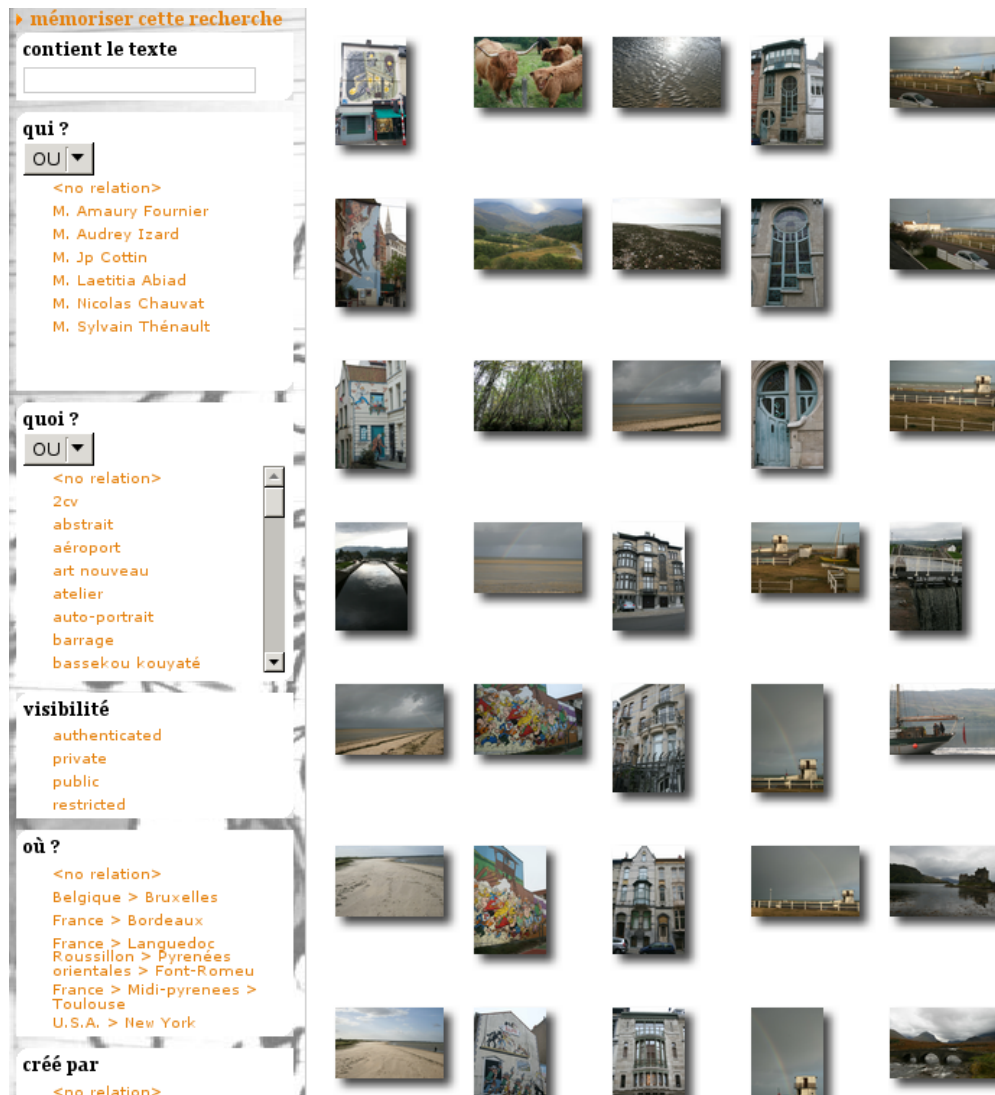 mémoriser cette recherche
contient le texte
qui ?
OU
<no relation>
M. Amaury Fournier
M. Audrey Izard
M. Jp Cottin
M. Laetitia Abiad
M. Nicolas Chauvat
M. Sylvain Thénault
quoi ?
OU
<no relation>
2cv
abstrait
aéroport
art nouveau
atelier
auto-portrait
barrage
bassekou kouyaté
visibilité
authenticated
private
public
restricted
où ?
<no relation>
Belgique > Bruxelles
France > Bordeaux
France > Languedoc
Roussillon > Pyrenées
orientales > Font-Romeu
France > Midi-pyrenees >
Toulouse
U.S.A. > New York
créé par
<no relation>